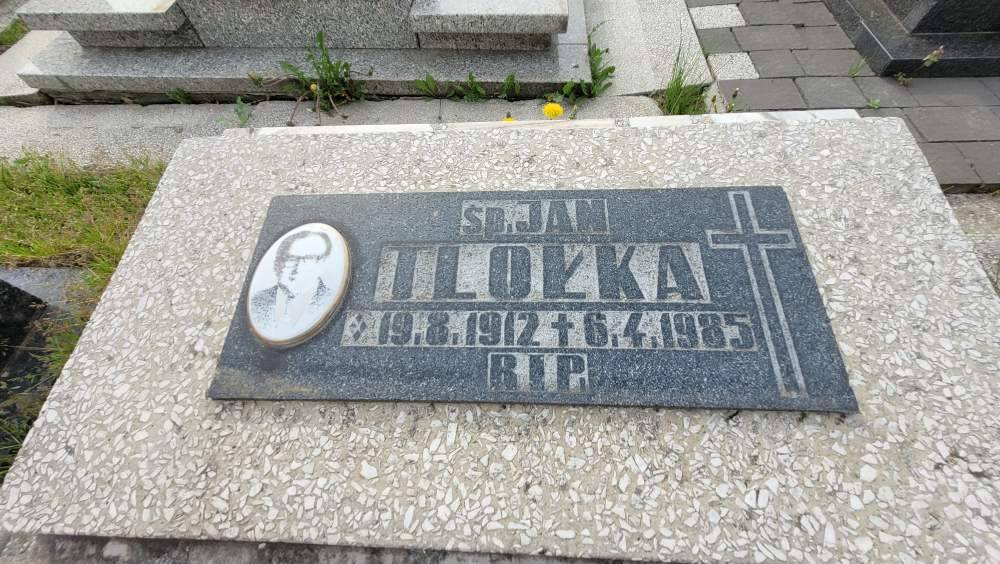 Śp. JAN
TLOŁKA
19.8.1912 ✝ 6.4.1985
R.I.P.